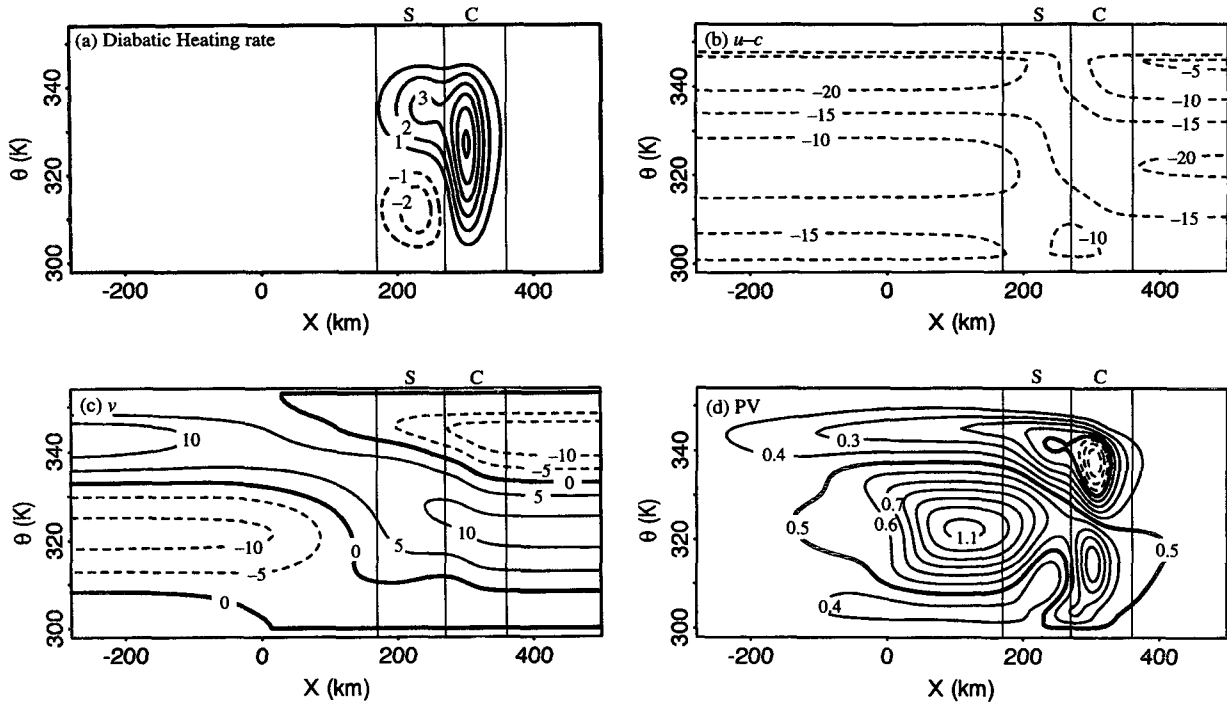 S C
(a) Diabatic Heating rate
3
2
1
−1
−2
340
320
300
θ (K)
-200 0 200 400
X (km)
S C
(b) u–c
−5
−20
−10
−15
−15
−10
−20
−15
−10
−15
340
320
300
θ (K)
-200 0 200 400
X (km)
S C
(c) v
10
−10
−5
0
5
10
0
5
−10
−5
0
340
320
300
θ (K)
-200 0 200 400
X (km)
S C
(d) PV
0.3
0.4
0.7
0.5
0.6
1.1
0.5
0.4
340
320
300
θ (K)
-200 0 200 400
X (km)